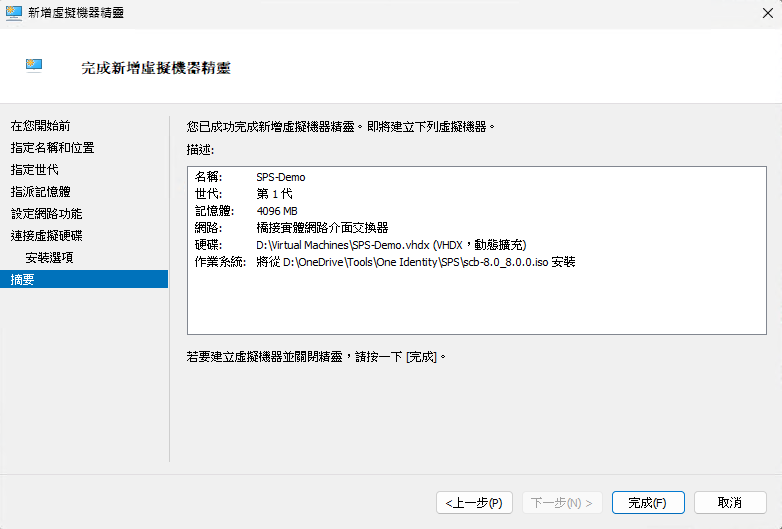 新增虛擬機器精靈
完成新增虛擬機器精靈
在您開始前
指定名稱和位置
指定世代
指派記憶體
設定網路功能
連接虛擬硬碟
安裝選項
摘要
您已成功完成新增虛擬機器精靈。即將建立下列虛擬機器。
描述:
名稱: SPS-Demo
世代: 第 1 代
記憶體: 4096 MB
網路: 橋接實體網路介面交換器
硬碟: D:\Virtual Machines\SPS-Demo.vhdx (VHDX，動態擴充)
作業系統: 將從 D:\OneDrive\Tools\One Identity\SPS\scb-8.0_8.0.0.iso 安裝
若要建立虛擬機器並關閉精靈，請按一下 [完成]。
<上一步(P) 下一步(N) > 完成(F) 取消